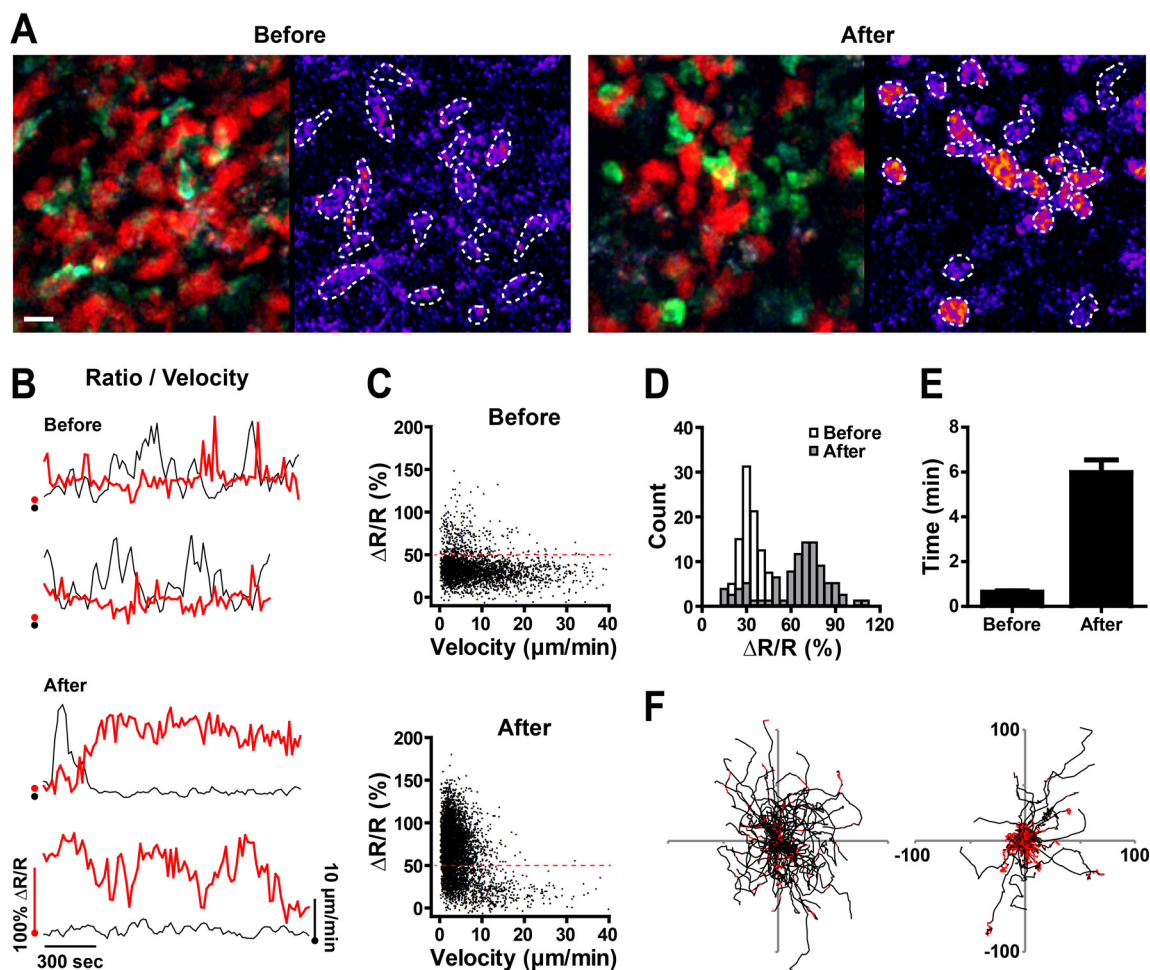 A
Before
After
B
Ratio / Velocity
Before
After
100% ΔR/R
10 µm/min
300 sec
C
Before
200
150
100
50
0
ΔR/R (%)
0 10 20 30 40
Velocity (µm/min)
After
200
150
100
50
0
ΔR/R (%)
0 10 20 30 40
Velocity (µm/min)
D
40
30
20
10
0
Count
Before
After
0 30 60 90 120
ΔR/R (%)
E
8
6
4
2
0
Time (min)
Before After
F
100
-100 100
-100